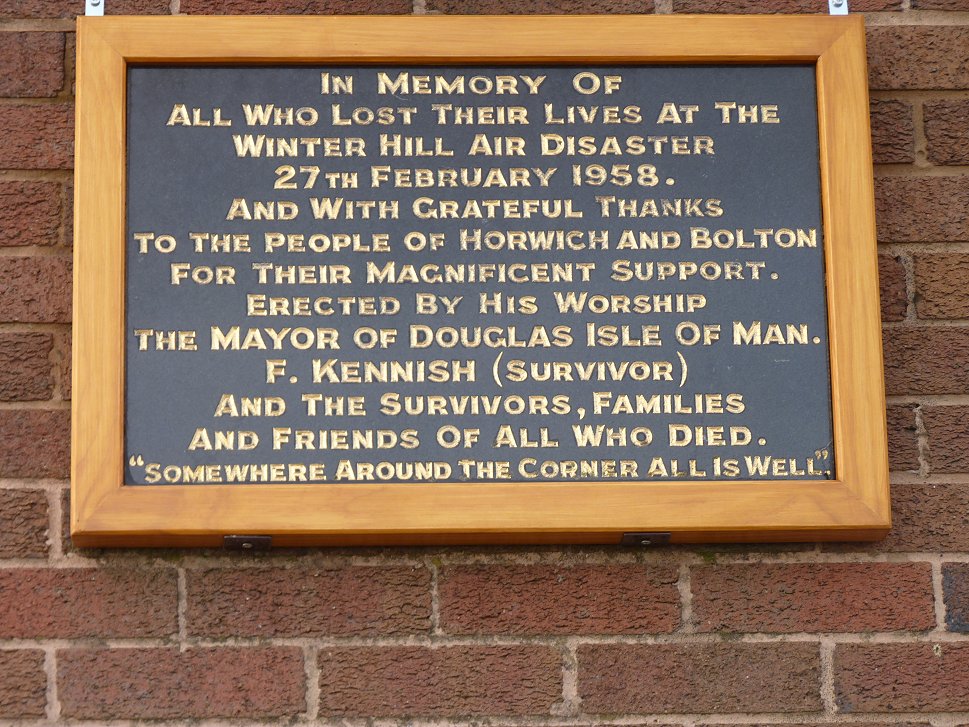 In Memory Of
All Who Lost Their Lives At The
Winter Hill Air Disaster
27th February 1958.
And With Grateful Thanks
To The People Of Horwich And Bolton
For Their Magnificent Support.
Erected By His Worship
The Mayor Of Douglas Isle Of Man.
F. Kennish (Survivor)
And The Survivors, Families
And Friends Of All Who Died.
"Somewhere Around The Corner All Is Well."